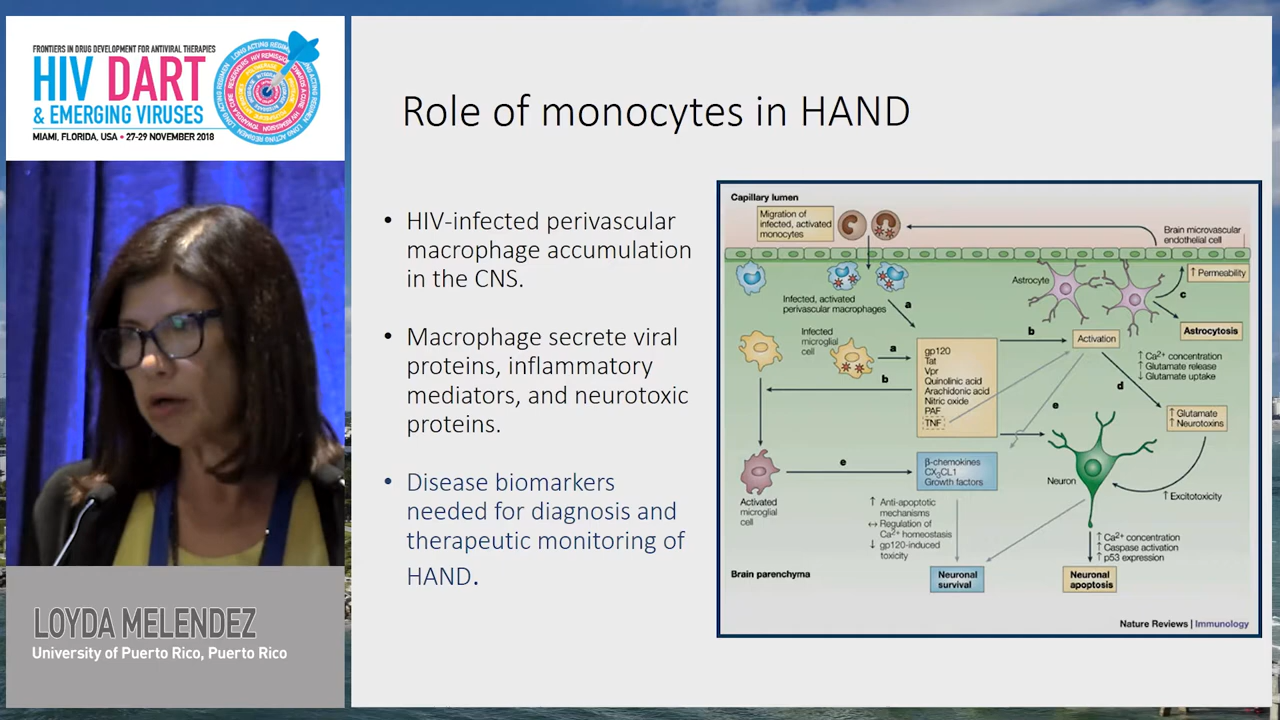 FRONTIERS IN DRUG DEVELOPMENT FOR ANTIVIRAL THERAPIES
HIV DART
& EMERGING VIRUSES
MIAMI, FLORIDA, USA • 27-29 NOVEMBER 2018
LOYDA MELENDEZ
University of Puerto Rico, Puerto Rico
Role of monocytes in HAND
• HIV-infected perivascular
macrophage accumulation
in the CNS.
• Macrophage secrete viral
proteins, inflammatory
mediators, and neurotoxic
proteins.
• Disease biomarkers
needed for diagnosis and
therapeutic monitoring of
HAND.
Capillary lumen
Migration of
infected, activated
monocytes
Brain microvascular
endothelial cell
Astrocyte
↑ Permeability
Infected, activated
perivascular macrophages
a
c
Infected
microglial
cell
a
b
Activation
Astrocytosis
gp120
Tat
Vpr
Quinolinic acid
Arachidonic acid
Nitric oxide
PAF
TNF
b
↑ Ca2+ concentration
↑ Glutamate release
↓ Glutamate uptake
d
e
↑ Glutamate
↑ Neurotoxins
e
β-chemokines
CX3CL1
Growth factors
Neuron
↑ Excitotoxicity
Activated
microglial
cell
↑ Anti-apoptotic
mechanisms
↔ Regulation of
Ca2+ homeostasis
↓ gp120-induced
toxicity
↑ Ca2+ concentration
↑ Caspase activation
↑ p53 expression
Brain parenchyma
Neuronal
survival
Neuronal
apoptosis
Nature Reviews | Immunology